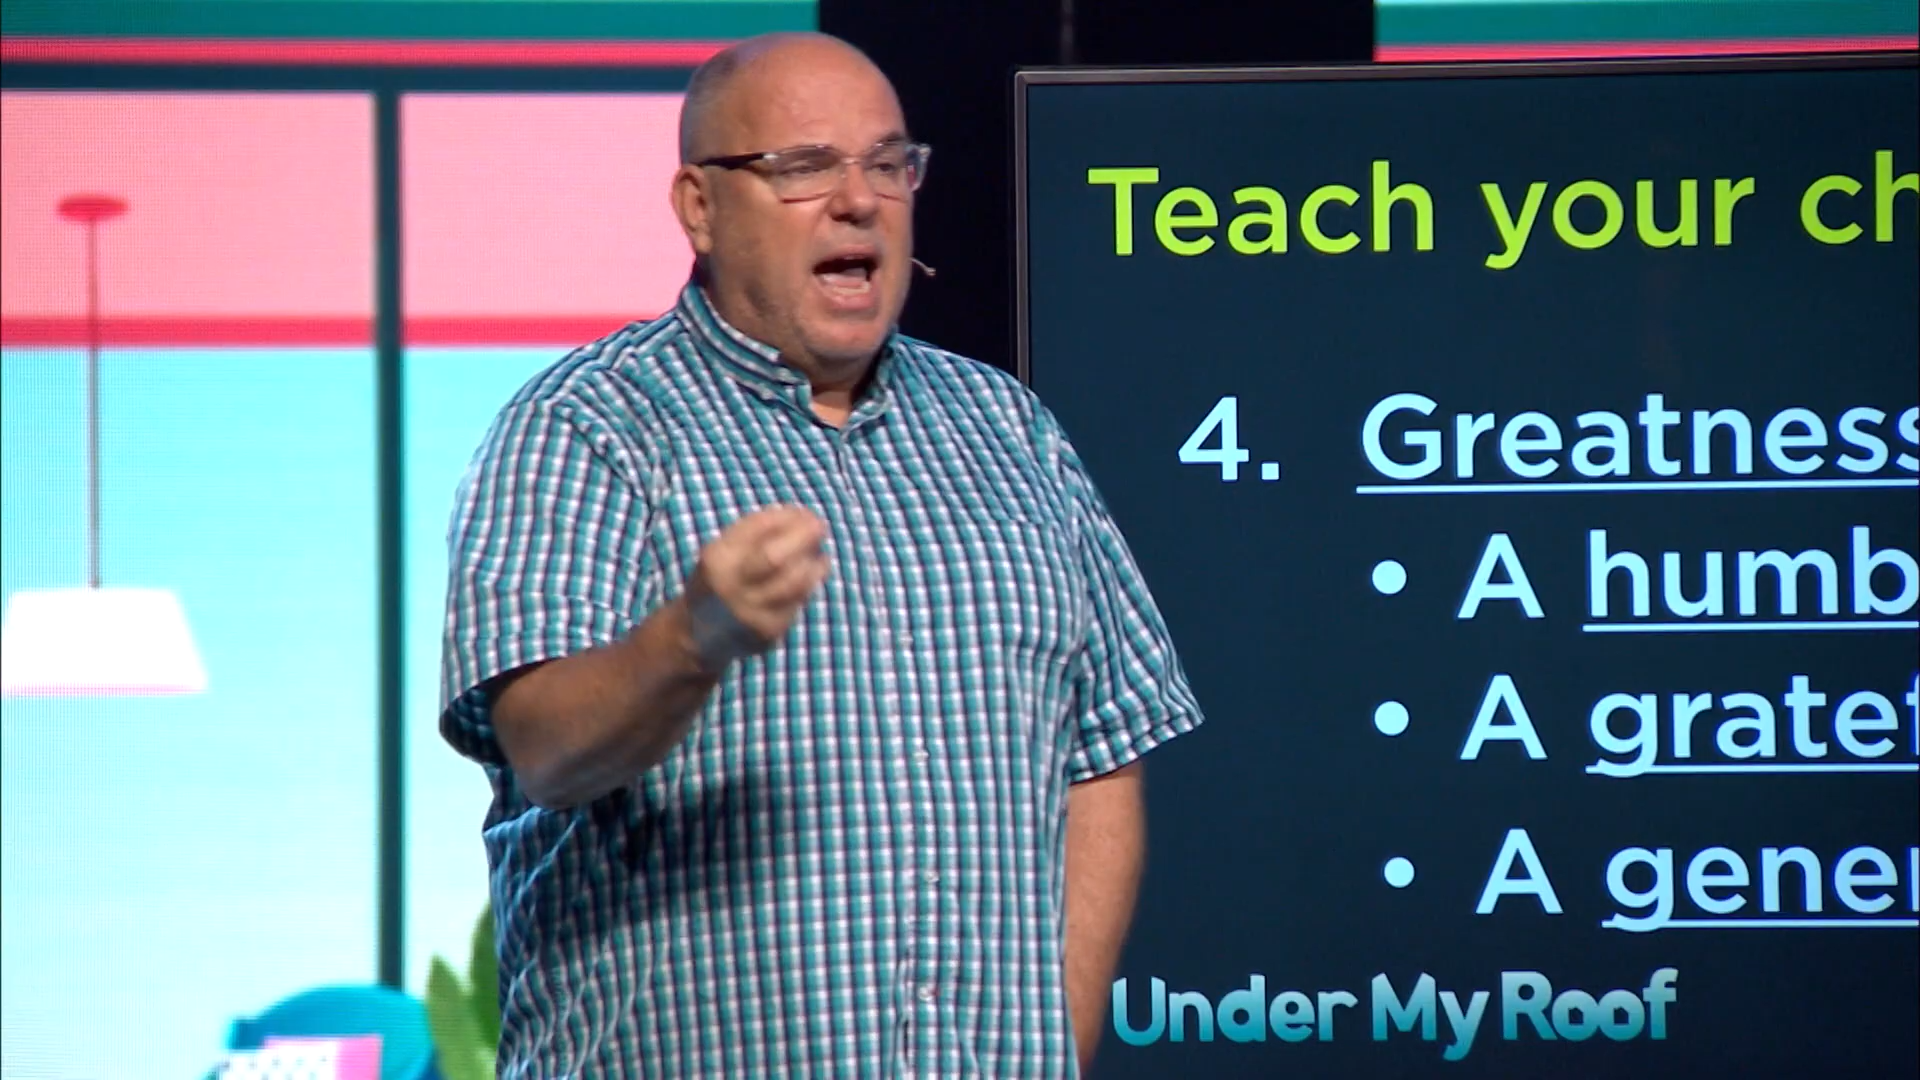 Teach your ch
4. Greatness
• A humb
• A gratef
• A gener
Under My Roof